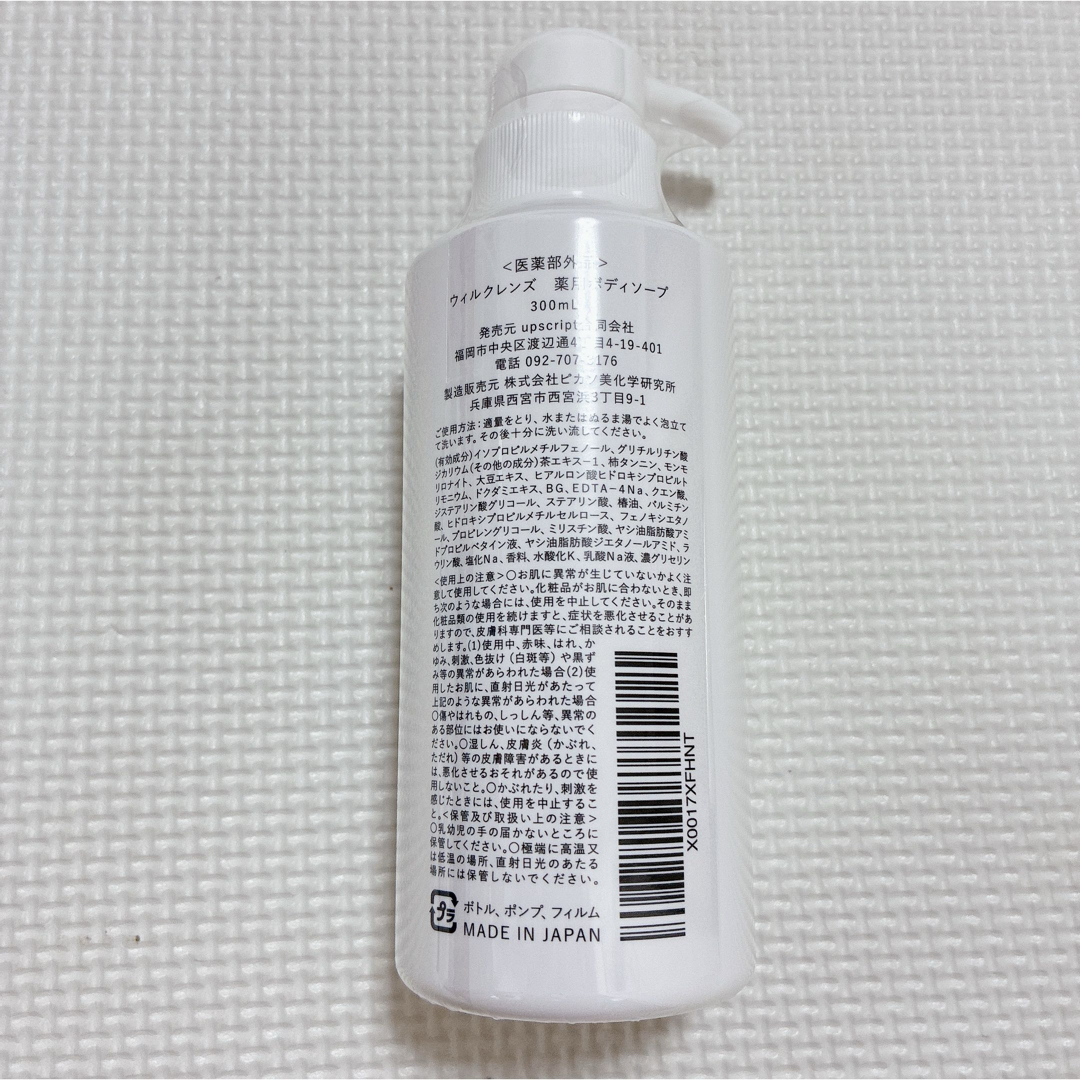 <医薬部外品>
ウィルクレンズ 薬用ボディソープ
300mL
発売元 upscript合同会社
福岡市中央区渡辺通4丁目4-19-401
電話 092-707-3176
製造販売元 株式会社ピカソ美化学研究所
兵庫県西宮市西宮浜3丁目9-1
ご使用方法:適量をとり、水またはぬるま湯でよく泡立て
て洗います。その後十分に洗い流してください。
(有効成分)イソプロピルメチルフェノール、グリチルリチン酸
ジカリウム(その他の成分)茶エキス-1、柿タンニン、モンモ
リロナイト、大豆エキス、ヒアルロン酸ヒドロキシプロピルト
リモニウム、ドクダミエキス、BG、EDTA-4Na、クエン酸、
ジステアリン酸グリコール、ステアリン酸、椿油、パルミチン
酸、ヒドロキシプロピルメチルセルロース、フェノキシエタノ
ール、プロピレングリコール、ミリスチン酸、ヤシ油脂肪酸アミ
ドプロピルベタイン液、ヤシ油脂肪酸ジエタノールアミド、ラ
ウリン酸、塩化Na、香料、水酸化K、乳酸Na液、濃グリセリン
<使用上の注意>○お肌に異常が生じていないかよく注
意して使用してください。化粧品がお肌に合わないとき、即
ち次のような場合には、使用を中止してください。そのまま
化粧品類の使用を続けますと、症状を悪化させることがあ
りますので、皮膚科専門医等にご相談されることをおすす
めします。(1)使用中、赤味、はれ、か
ゆみ、刺激、色抜け(白斑等)や黒ず
み等の異常があらわれた場合(2)使
用したお肌に、直射日光があたって
上記のような異常があらわれた場合
○傷やはれもの、しっしん等、異常の
ある部位にはお使いにならないでく
ださい。○湿しん、皮膚炎(かぶれ、
ただれ)等の皮膚障害があるときに
は、悪化させるおそれがあるので使
用しないこと。○かぶれたり、刺激を
感じたときには、使用を中止するこ
と。<保管及び取扱い上の注意>
○乳幼児の手の届かないところに
保管してください。○極端に高温又
は低温の場所、直射日光のあたる
場所には保管しないでください。
プラ ボトル、ポンプ、フィルム
MADE IN JAPAN
X0017XFHNT